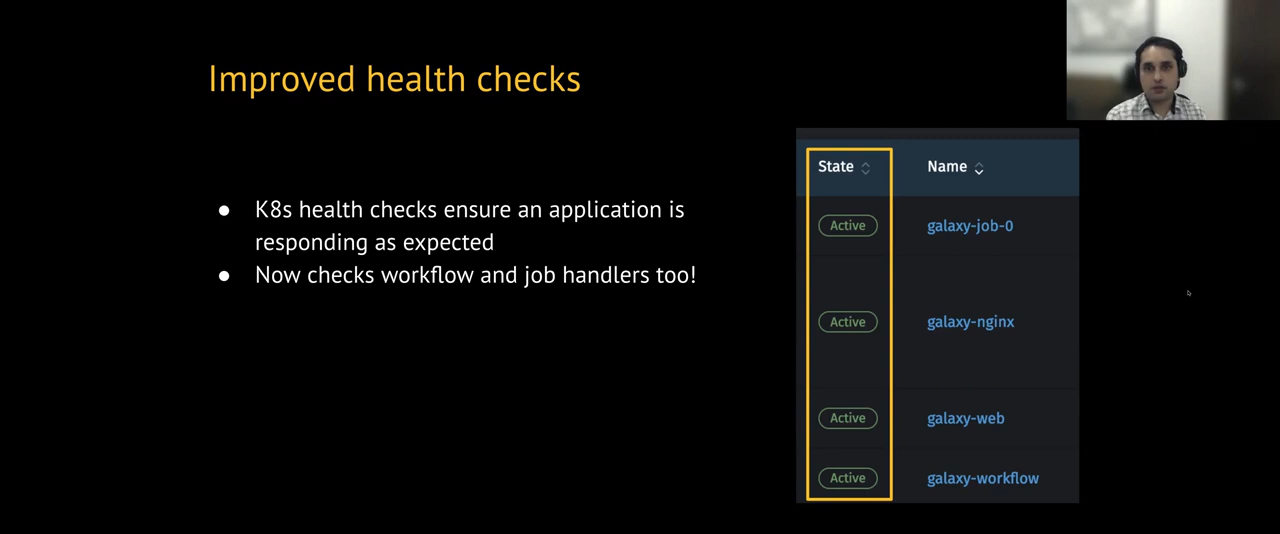 Improved health checks
● K8s health checks ensure an application is
responding as expected
● Now checks workflow and job handlers too!
State Name
Active galaxy-job-0
Active galaxy-nginx
Active galaxy-web
Active galaxy-workflow